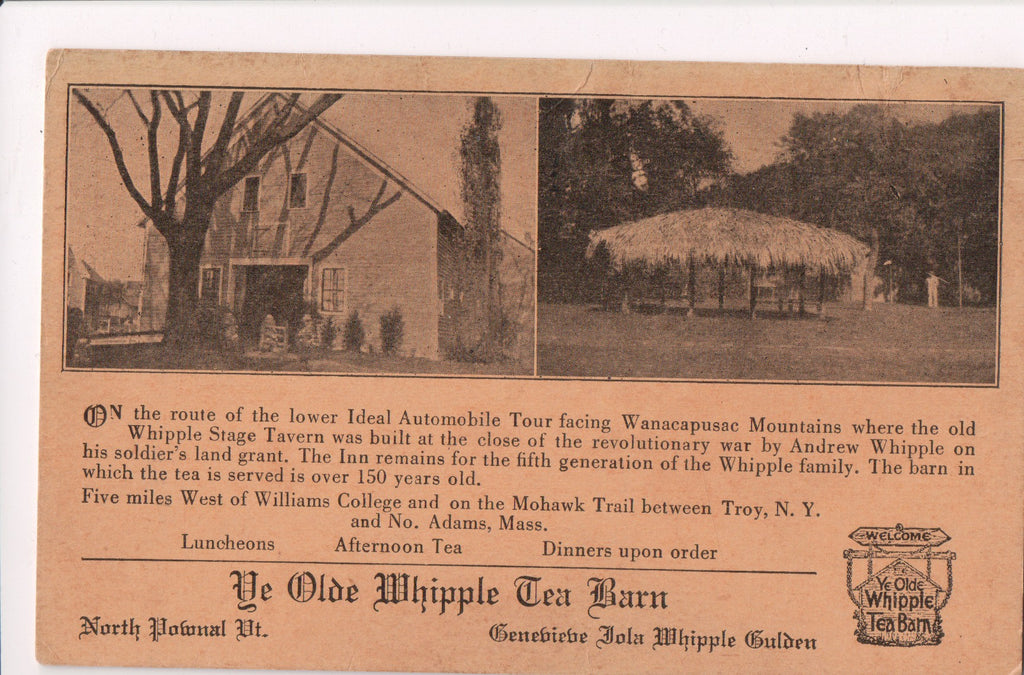 ON the route of the lower Ideal Automobile Tour facing Wanacapusac Mountains where the old
Whipple Stage Tavern was built at the close of the revolutionary war by Andrew Whipple on
his soldier's land grant. The Inn remains for the fifth generation of the Whipple family. The barn in
which the tea is served is over 150 years old.
Five miles West of Williams College and on the Mohawk Trail between Troy, N. Y.
and No. Adams, Mass.
Luncheons Afternoon Tea Dinners upon order
Ye Olde Whipple Tea Barn
North Pownal Vt.
Genevieve Iola Whipple Gulden
WELCOME
Ye Olde
Whipple
Tea Barn